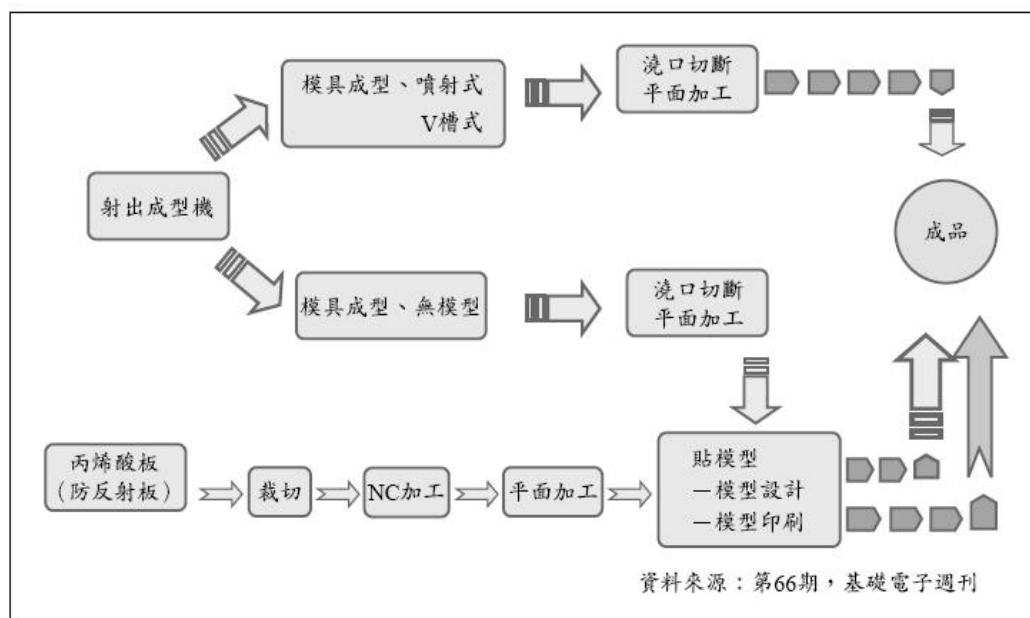 模具成型、噴射式
V槽式
澆口切斷
平面加工
射出成型機
成品
模具成型、無模型
澆口切斷
平面加工
丙烯酸板
(防反射板)
裁切
NC加工
平面加工
貼模型
－模型設計
－模型印刷
資料來源：第66期，基礎電子週刊